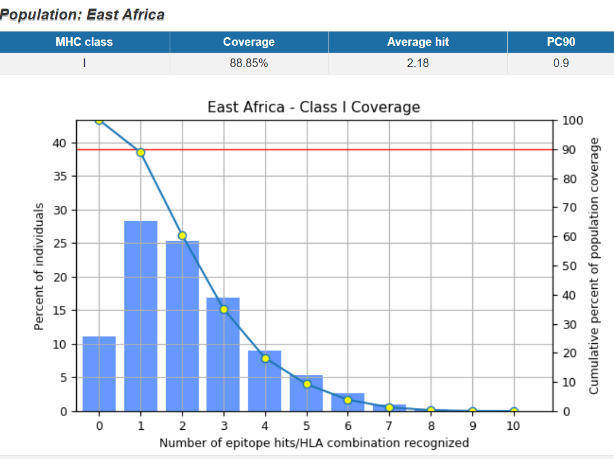 Population: East Africa
MHC class Coverage Average hit PC90
I 88.85% 2.18 0.9
East Africa - Class I Coverage
40
35
30
25
20
15
10
5
0
Percent of individuals
100
90
80
70
60
50
40
30
20
10
0
Cumulative percent of population coverage
0 1 2 3 4 5 6 7 8 9 10
Number of epitope hits/HLA combination recognized